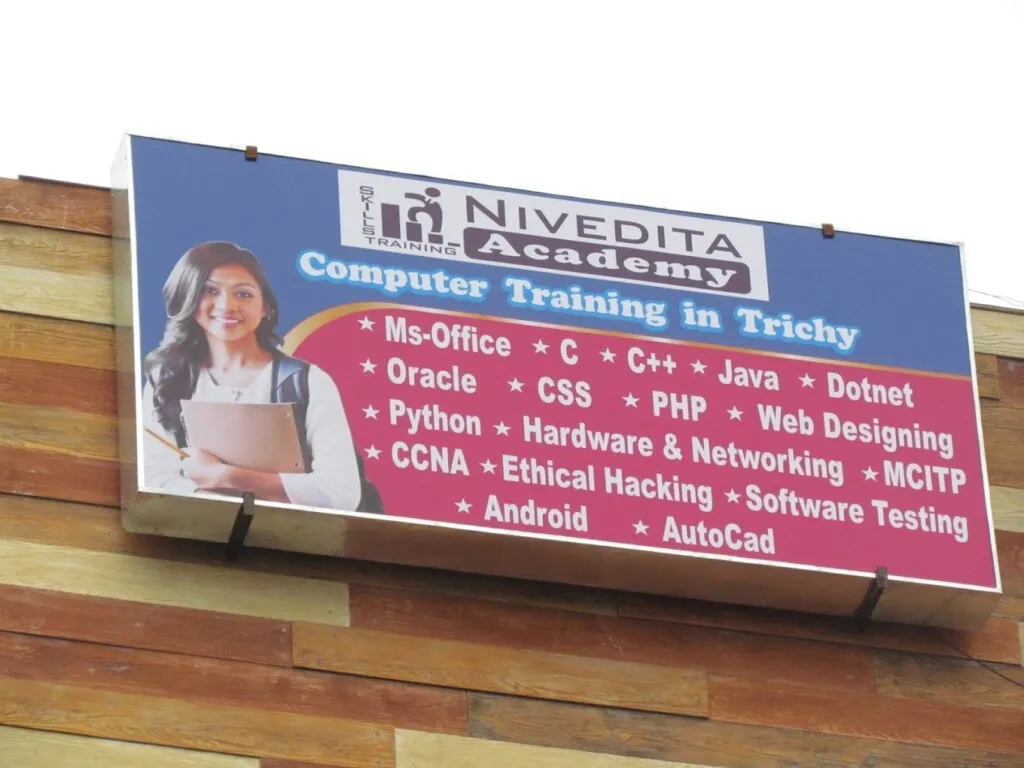 SKILLS
TRAINING
NIVEDITA
Academy
Computer Training in Trichy
★ Ms-Office ★ C ★ C++ ★ Java ★ Dotnet
★ Oracle ★ CSS ★ PHP ★ Web Designing
★ Python ★ Hardware & Networking ★ MCITP
★ CCNA ★ Ethical Hacking ★ Software Testing
★ Android ★ AutoCad